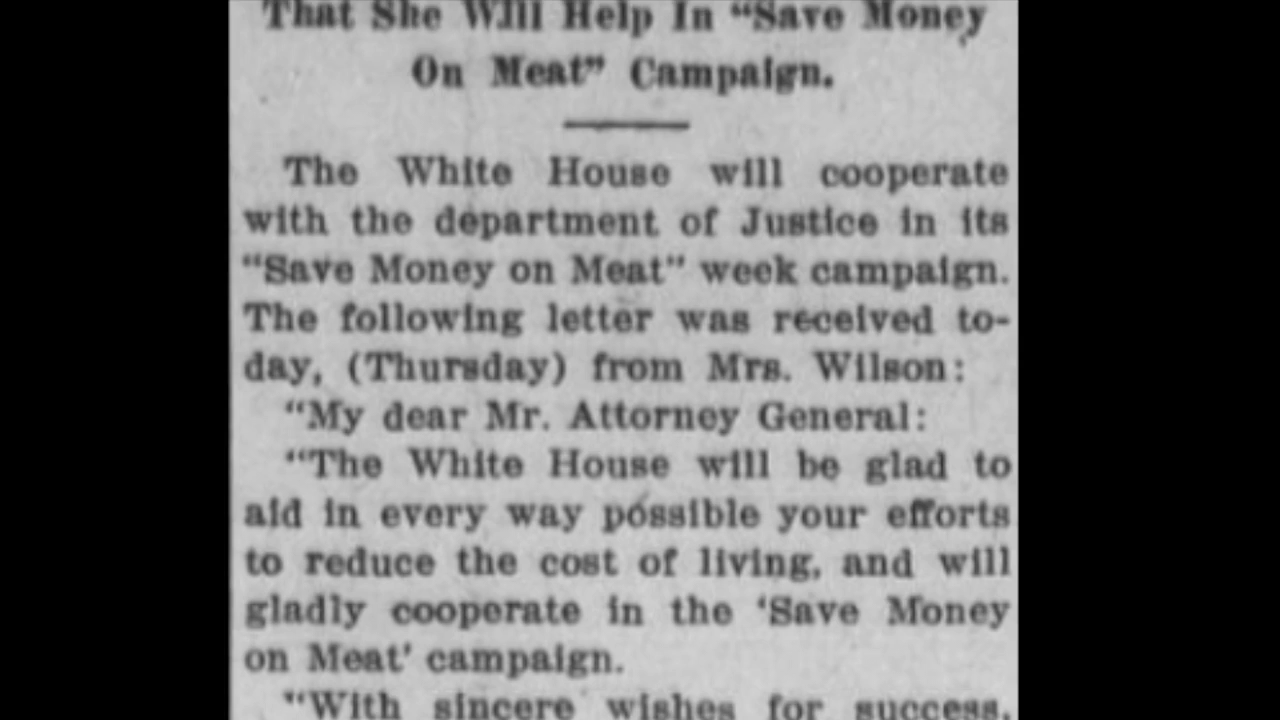 That She Will Help In “Save Money
On Meat” Campaign.
The White House will cooperate
with the department of Justice in its
“Save Money on Meat” week campaign.
The following letter was received to-
day, (Thursday) from Mrs. Wilson:
“My dear Mr. Attorney General:
“The White House will be glad to
aid in every way possible your efforts
to reduce the cost of living, and will
gladly cooperate in the ‘Save Money
on Meat’ campaign.
“With sincere wishes for success,